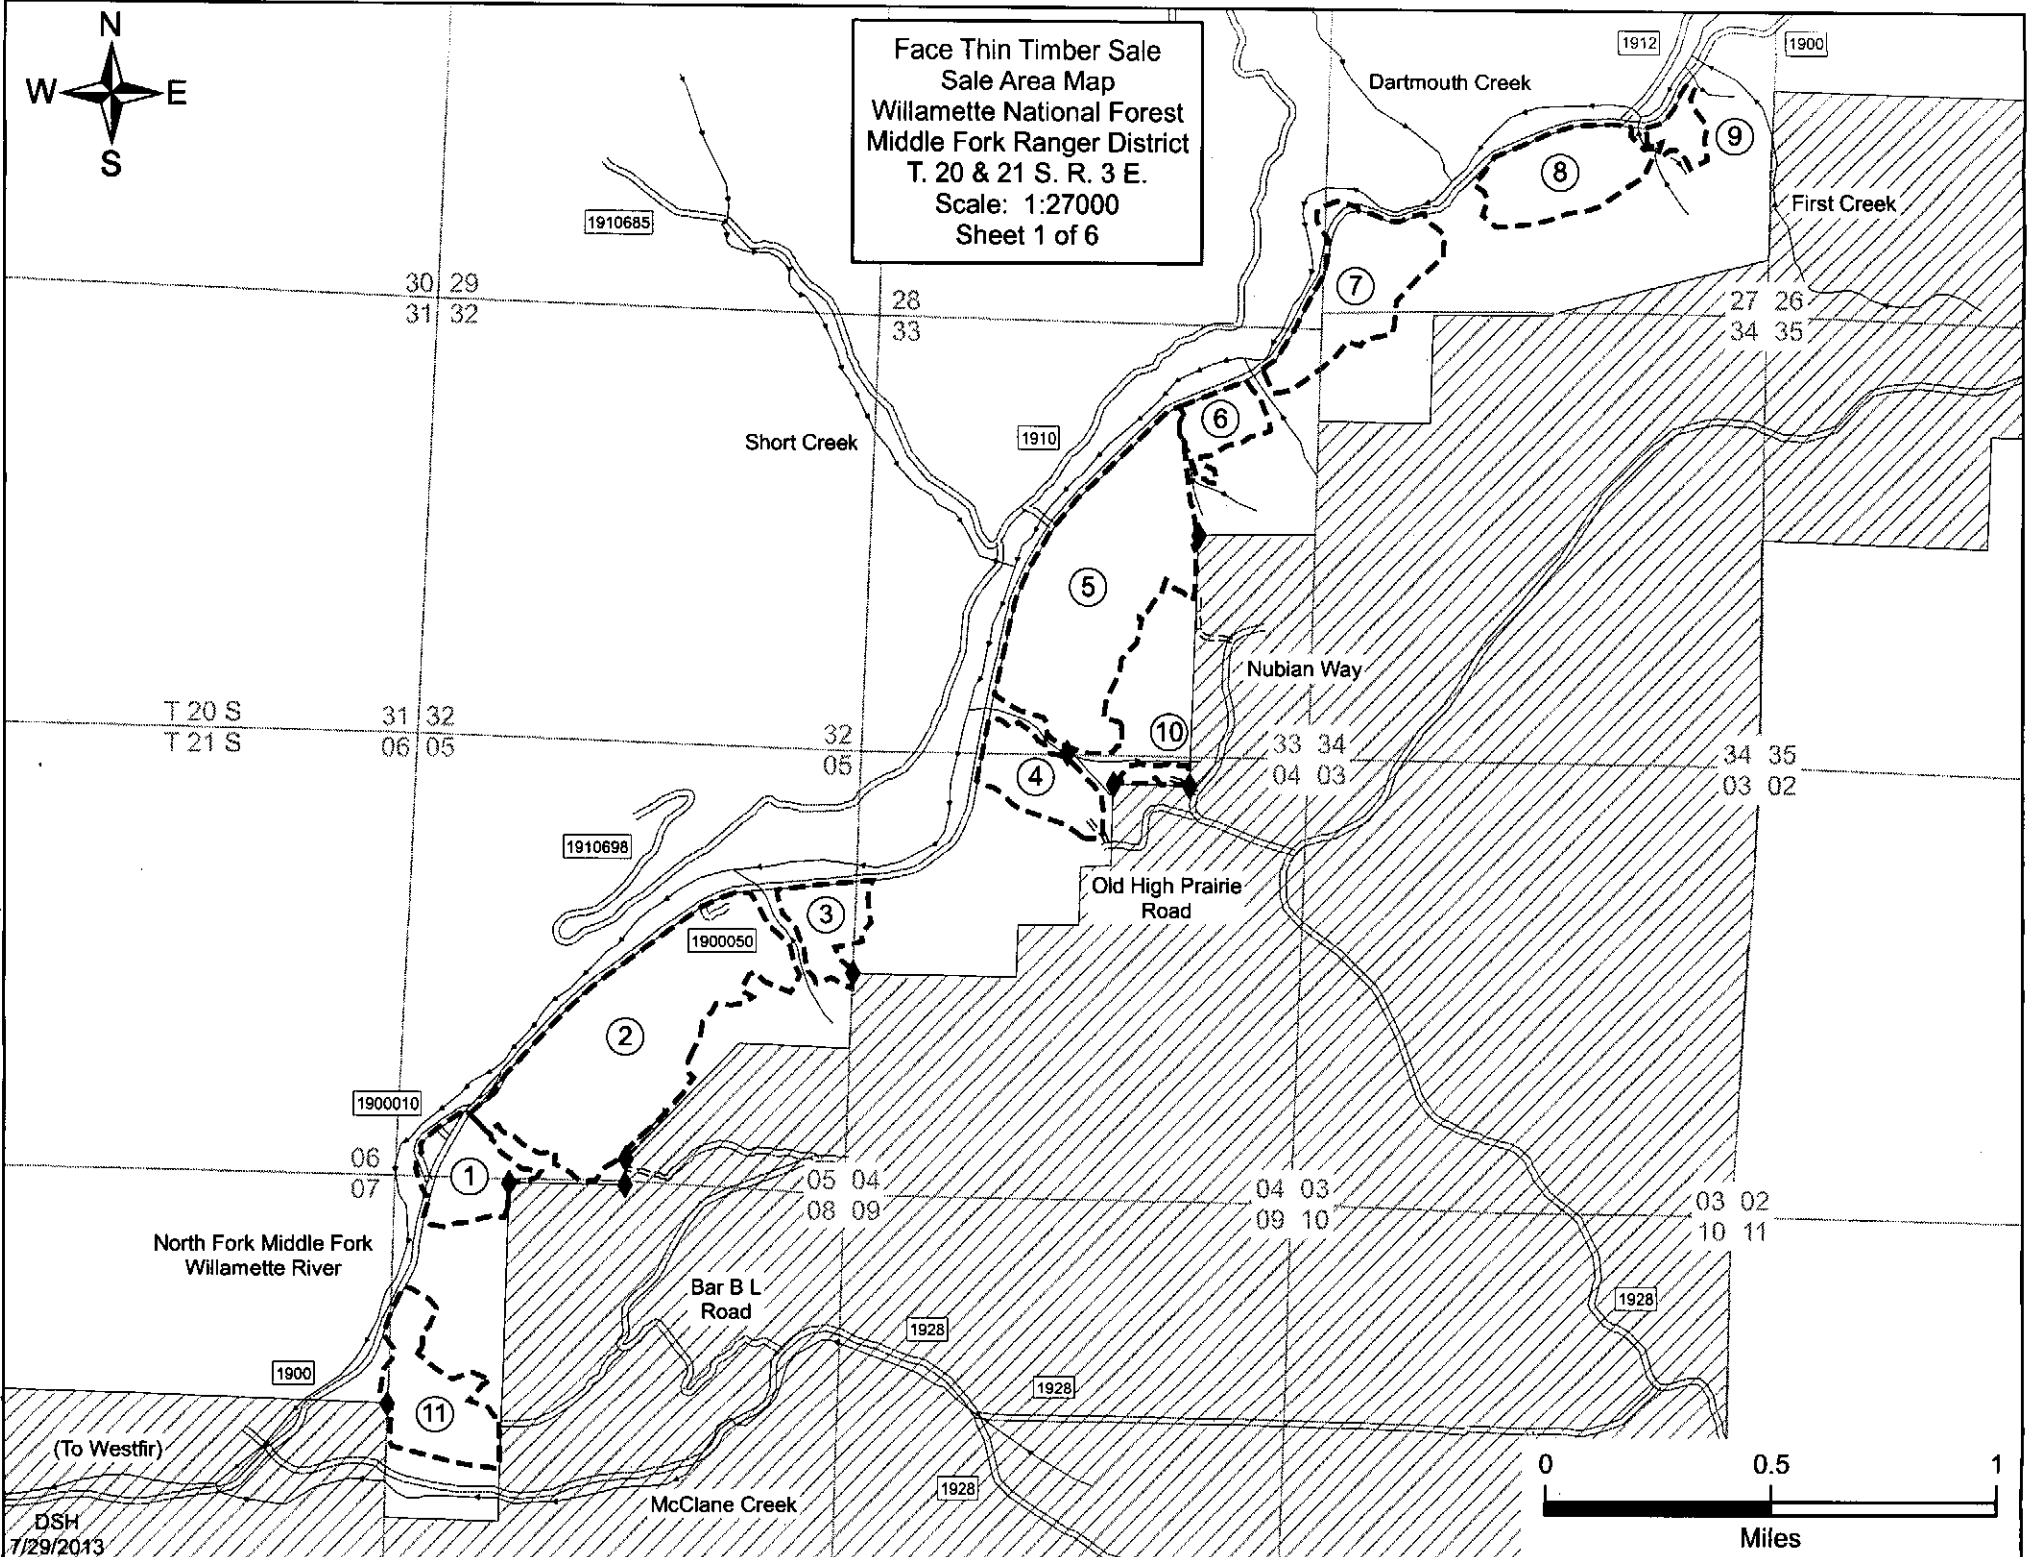 N
W E
S
Face Thin Timber Sale
Sale Area Map
Willamette National Forest
Middle Fork Ranger District
T. 20 & 21 S. R. 3 E.
Scale: 1:27000
Sheet 1 of 6
1912
1900
Dartmouth Creek
9
8
First Creek
1910685
7
30 29
31 32
28
33
27 26
34 35
6
1910
Short Creek
5
Nubian Way
T 20 S
T 21 S
31 32
06 05
32
05
10
33 34
04 03
34 35
03 02
4
1910698
Old High Prairie
Road
3
1900050
2
1900010
06
07
1
05 04
08 09
04 03
09 10
03 02
10 11
North Fork Middle Fork
Willamette River
Bar B L
Road
1928
1928
1900
1928
11
(To Westfir)
1928
McClane Creek
0 0.5 1
Miles
DSH
7/29/2013